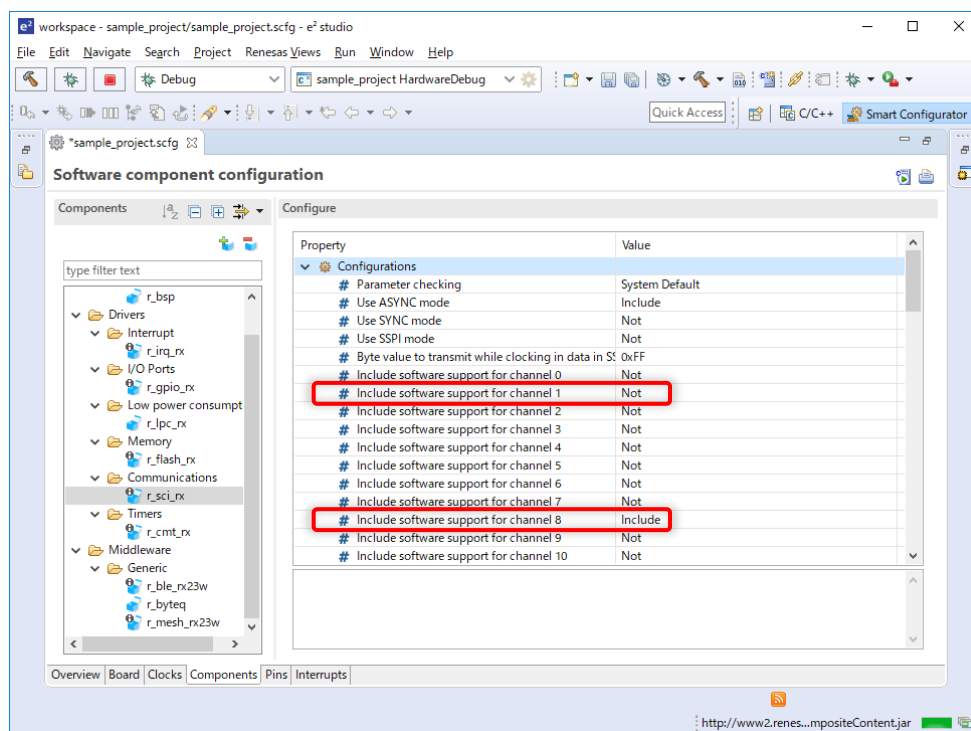 workspace - sample_project/sample_project.scfg - e² studio
File Edit Navigate Search Project Renesas Views Run Window Help
Debug sample_project HardwareDebug
Quick Access C/C++ Smart Configurator
*sample_project.scfg
Software component configuration
Components Configure
type filter text
r_bsp
Drivers
Interrupt
r_irq_rx
I/O Ports
r_gpio_rx
Low power consumpt
r_lpc_rx
Memory
r_flash_rx
Communications
r_sci_rx
Timers
r_cmt_rx
Middleware
Generic
r_ble_rx23w
r_byteq
r_mesh_rx23w
Property Value
Configurations
# Parameter checking System Default
# Use ASYNC mode Include
# Use SYNC mode Not
# Use SSPI mode Not
# Byte value to transmit while clocking in data in SS 0xFF
# Include software support for channel 0 Not
# Include software support for channel 1 Not
# Include software support for channel 2 Not
# Include software support for channel 3 Not
# Include software support for channel 4 Not
# Include software support for channel 5 Not
# Include software support for channel 6 Not
# Include software support for channel 7 Not
# Include software support for channel 8 Include
# Include software support for channel 9 Not
# Include software support for channel 10 Not
Overview Board Clocks Components Pins Interrupts
http://www2.renes...mpositeContent.jar